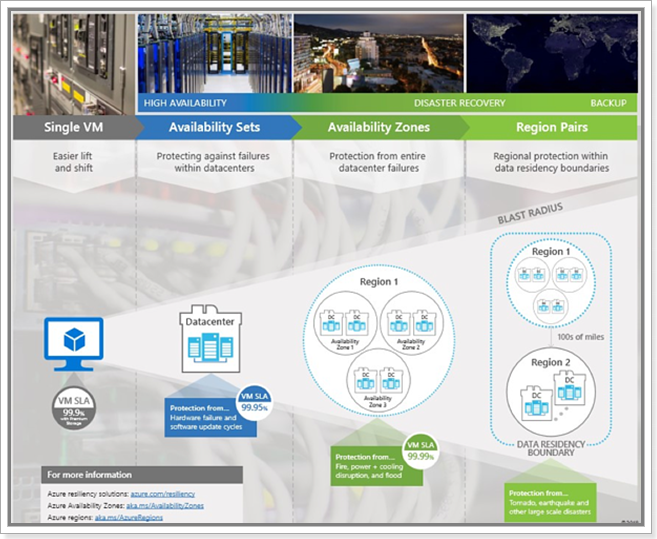 HIGH AVAILABILITY
DISASTER RECOVERY
BACKUP
Single VM
Availability Sets
Availability Zones
Region Pairs
Easier lift
and shift
Protecting against failures
within datacenters
Protection from entire
datacenter failures
Regional protection within
data residency boundaries
BLAST RADIUS
Region 1
DC
DC
Availability
Zone 1
DC
DC
Availability
Zone 2
DC
DC
Availability
Zone 3
Datacenter
Region 1
100s of miles
Region 2
DC
DC
DATA RESIDENCY
BOUNDARY
VM SLA
99.9%
with Premium
Storage
VM SLA
99.95%
Protection from...
Hardware failure and
software update cycles
VM SLA
99.99%
Protection from...
Fire, power + cooling
disruption, and flood
Protection from...
Tornado, earthquake and
other large scale disasters
For more information
Azure resiliency solutions: azure.com/resiliency
Azure Availability Zones: aka.ms/AvailabilityZones
Azure regions: aka.ms/AzureRegions